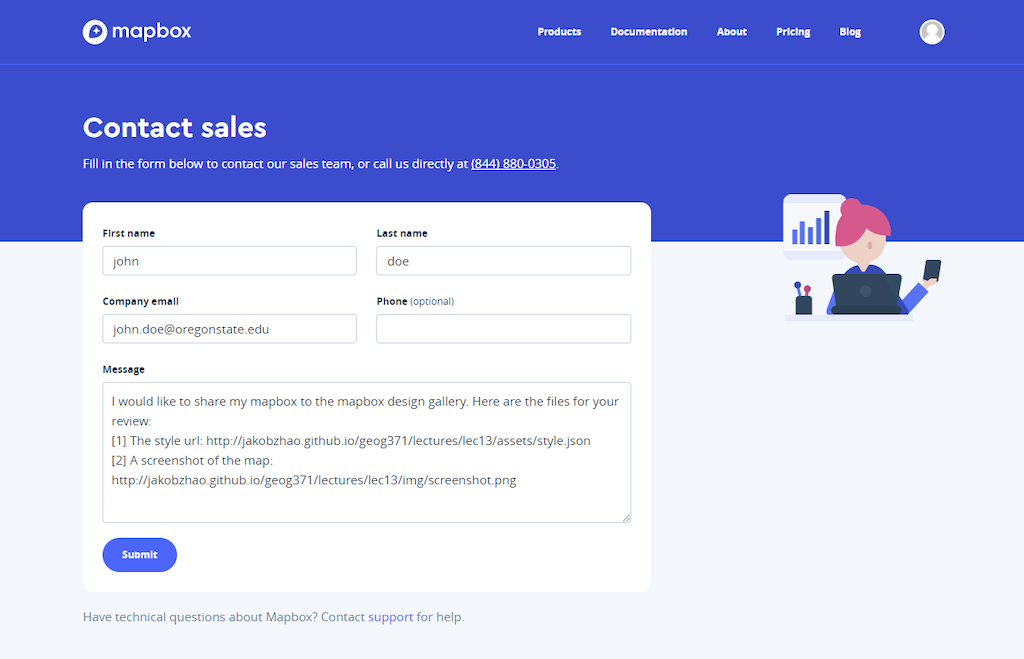 mapbox
Products Documentation About Pricing Blog
Contact sales
Fill in the form below to contact our sales team, or call us directly at (844) 880-0305.
First name
Last name
john
doe
Company email
Phone (optional)
john.doe@oregonstate.edu
Message
I would like to share my mapbox to the mapbox design gallery. Here are the files for your
review:
[1] The style url: http://jakobzhao.github.io/geog371/lectures/lec13/assets/style.json
[2] A screenshot of the map:
http://jakobzhao.github.io/geog371/lectures/lec13/img/screenshot.png
Submit
Have technical questions about Mapbox? Contact support for help.